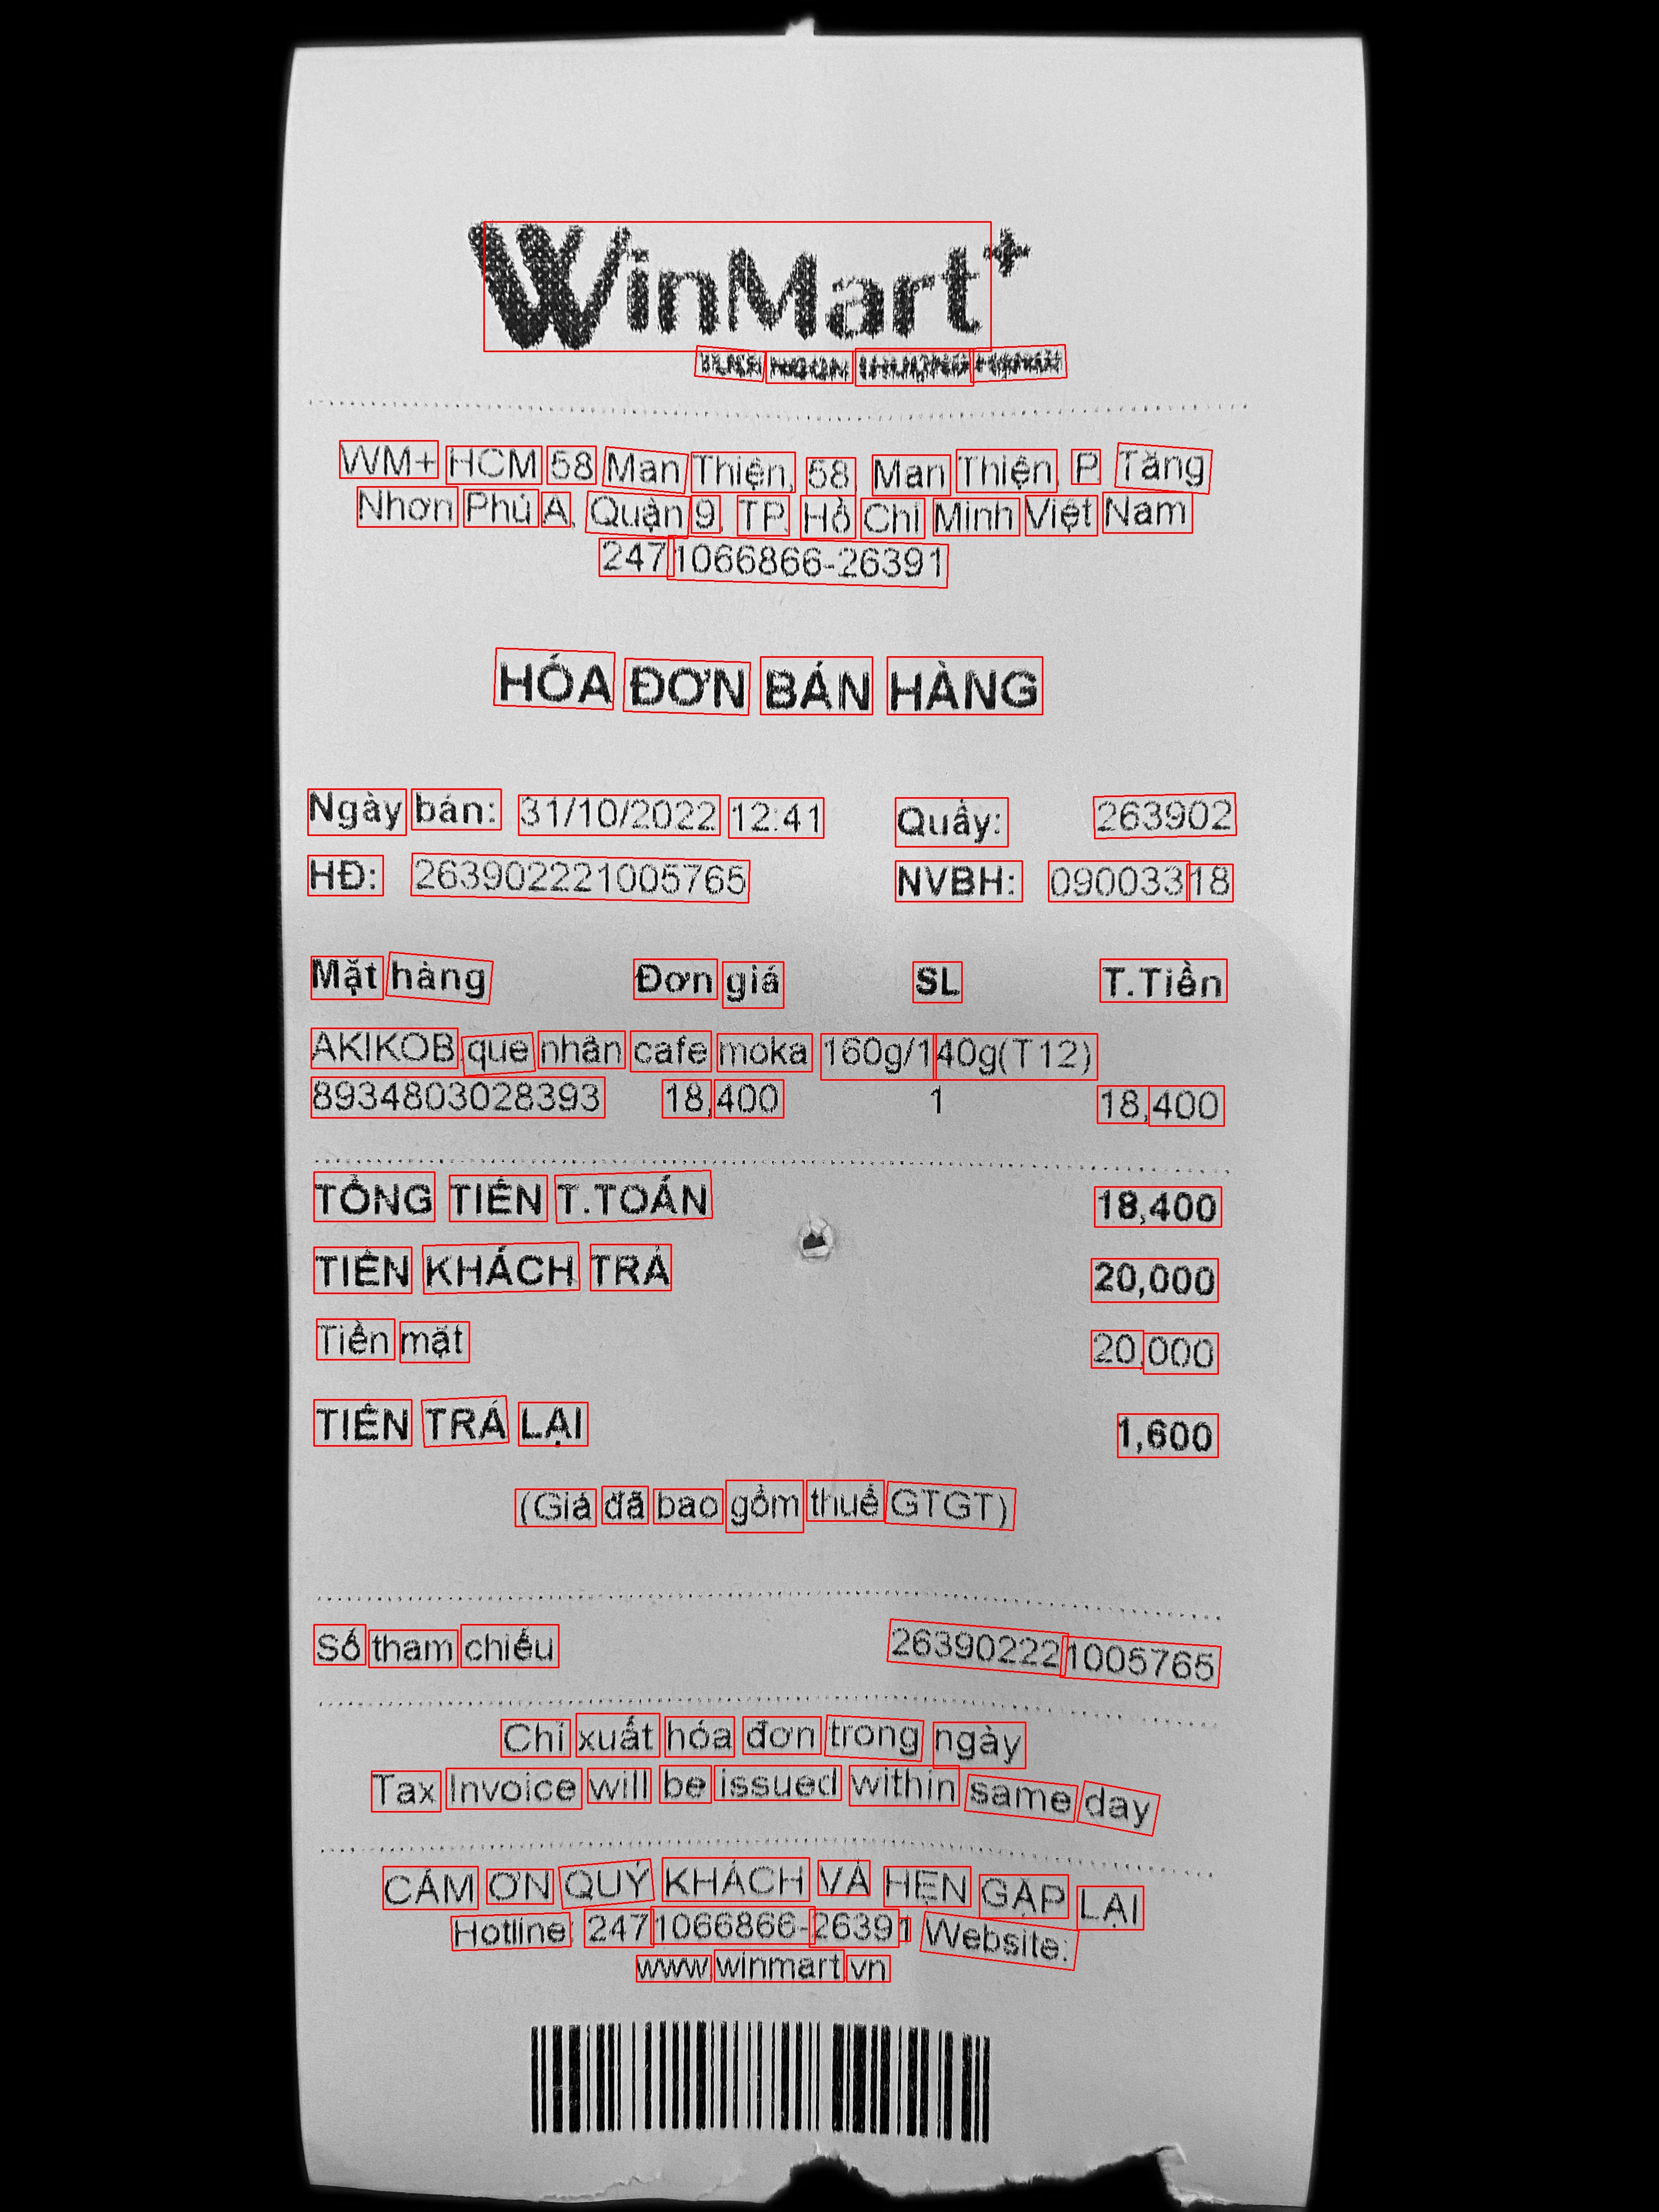 WinMart+
WM+ HCM 58 Man Thiện, 58 Man Thiện, P. Tăng
Nhơn Phú A, Quận 9, TP. Hồ Chí Minh Việt Nam
2471066866-26391
HÓA ĐƠN BÁN HÀNG
Ngày bán: 31/10/2022 12:41 Quầy: 263902
HĐ: 263902221005765 NVBH: 09003318
Mặt hàng Đơn giá SL T.Tiền
AKIKOB.que nhân cafe moka 160g/140g(T12)
8934803028393 18,400 1 18,400
TỔNG TIỀN T.TOÁN 18,400
TIỀN KHÁCH TRẢ 20,000
Tiền mặt 20,000
TIỀN TRẢ LẠI 1,600
(Giá đã bao gồm thuế GTGT)
Số tham chiếu 263902221005765
Chỉ xuất hóa đơn trong ngày
Tax Invoice will be issued within same day
CẢM ƠN QUÝ KHÁCH VÀ HẸN GẶP LẠI
Hotline: 2471066866-26391 Website:
www.winmart.vn